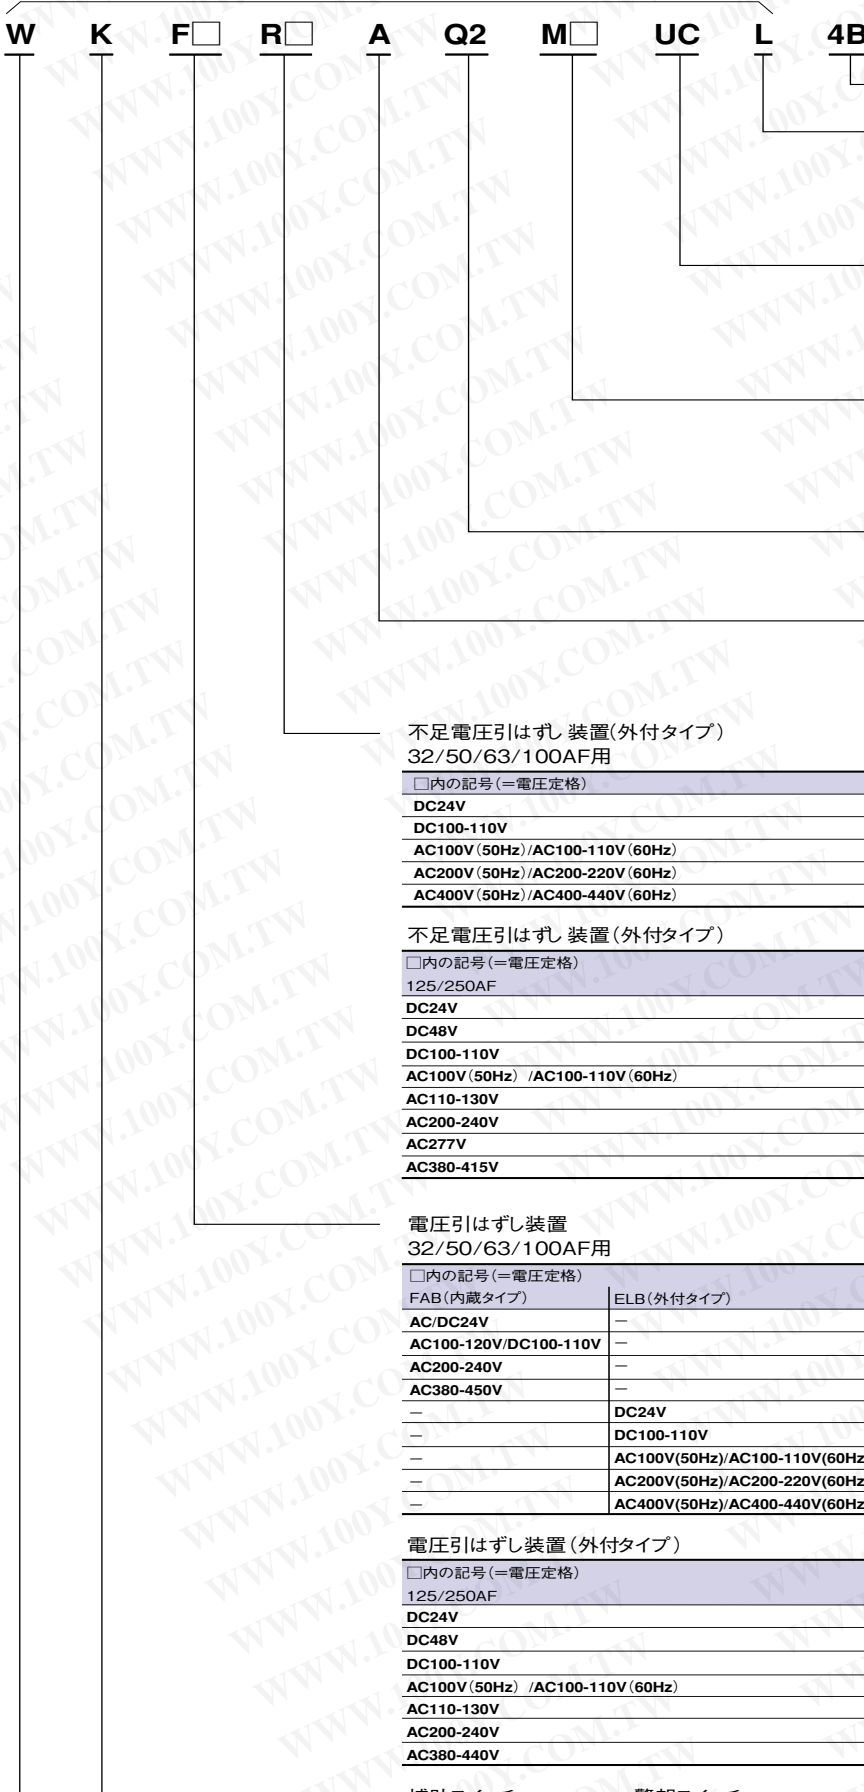 W K F□ R□ A Q2 M□ UC L 4B
不足電圧引はずし装置(外付タイプ)
32/50/63/100AF用
□内の記号(=電圧定格)
DC24V
DC100-110V
AC100V(50Hz)/AC100-110V(60Hz)
AC200V(50Hz)/AC200-220V(60Hz)
AC400V(50Hz)/AC400-440V(60Hz)
不足電圧引はずし装置(外付タイプ)
□内の記号(=電圧定格)
125/250AF
DC24V
DC48V
DC100-110V
AC100V(50Hz) /AC100-110V(60Hz)
AC110-130V
AC200-240V
AC277V
AC380-415V
電圧引はずし装置
32/50/63/100AF用
□内の記号(=電圧定格)
FAB(内蔵タイプ) ELB(外付タイプ)
AC/DC24V −
AC100-120V/DC100-110V −
AC200-240V −
AC380-450V −
− DC24V
− DC100-110V
− AC100V(50Hz)/AC100-110V(60Hz
− AC200V(50Hz)/AC200-220V(60Hz
− AC400V(50Hz)/AC400-440V(60Hz
電圧引はずし装置(外付タイプ)
□内の記号(=電圧定格)
125/250AF
DC24V
DC48V
DC100-110V
AC100V(50Hz) /AC100-110V(60Hz)
AC110-130V
AC200-240V
AC380-440V
WWW.100Y.COM.TW